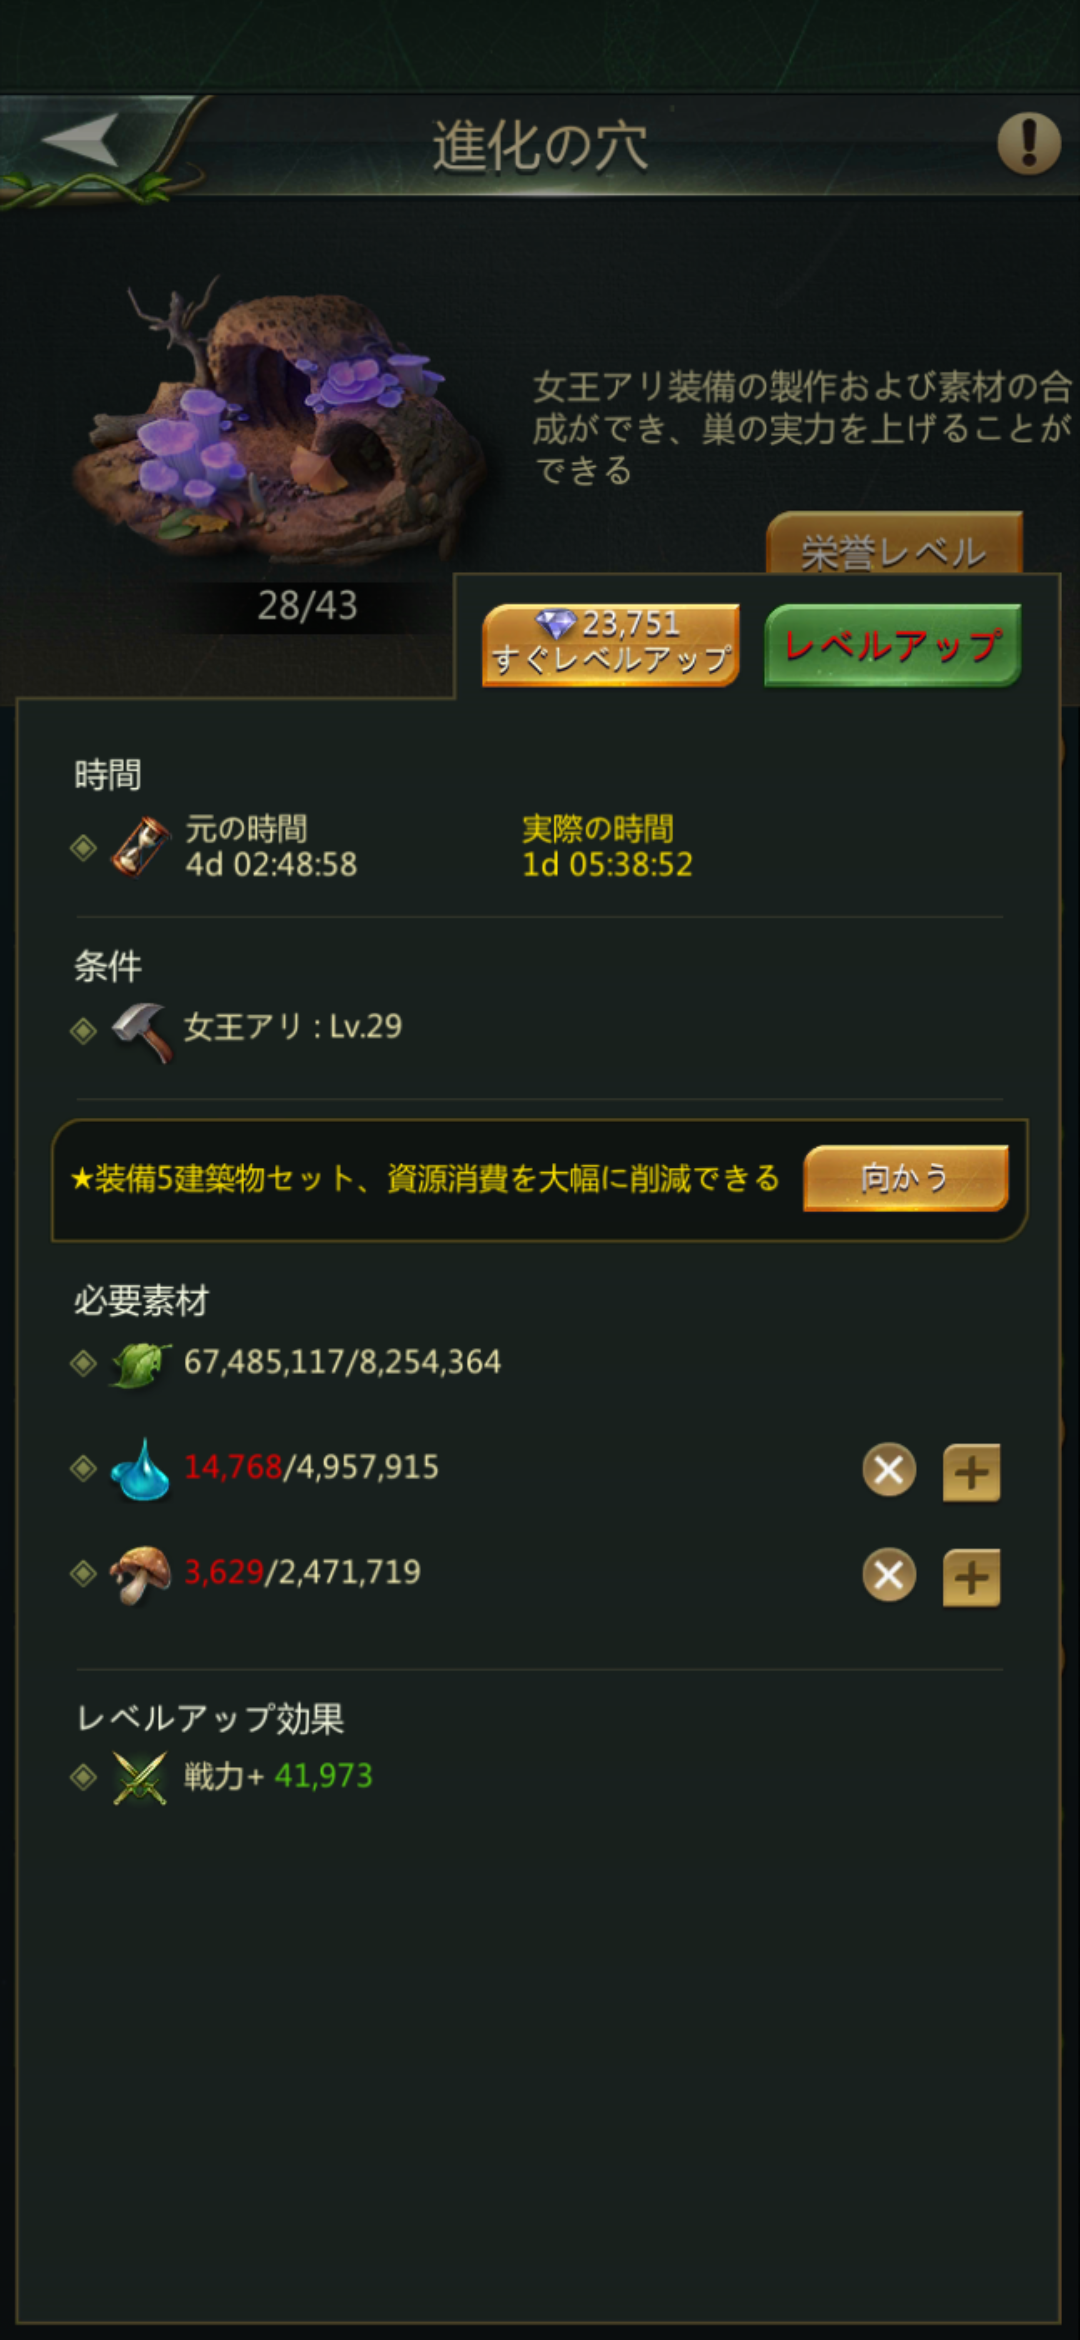 進化の穴
女王アリ装備の製作および素材の合
成ができ、巣の実力を上げることが
できる
栄誉レベル
28/43
23,751
すぐレベルアップ
レベルアップ
時間
元の時間
4d 02:48:58
実際の時間
1d 05:38:52
条件
女王アリ : Lv.29
★装備5建築物セット、資源消費を大幅に削減できる
向かう
必要素材
67,485,117/8,254,364
14,768/4,957,915
3,629/2,471,719
レベルアップ効果
戦力+ 41,973